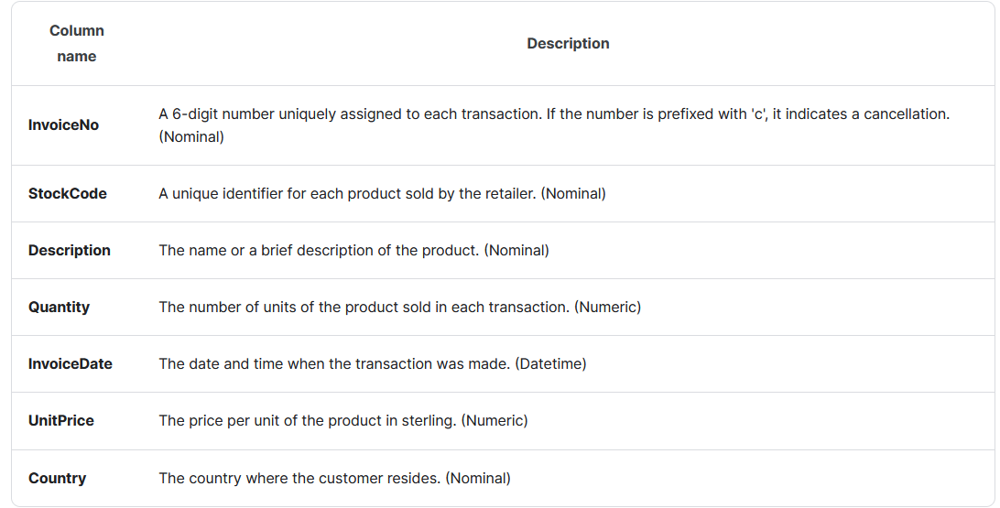 Column
name
Description
InvoiceNo
A 6-digit number uniquely assigned to each transaction. If the number is prefixed with 'c', it indicates a cancellation.
(Nominal)
StockCode
A unique identifier for each product sold by the retailer. (Nominal)
Description
The name or a brief description of the product. (Nominal)
Quantity
The number of units of the product sold in each transaction. (Numeric)
InvoiceDate
The date and time when the transaction was made. (Datetime)
UnitPrice
The price per unit of the product in sterling. (Numeric)
Country
The country where the customer resides. (Nominal)